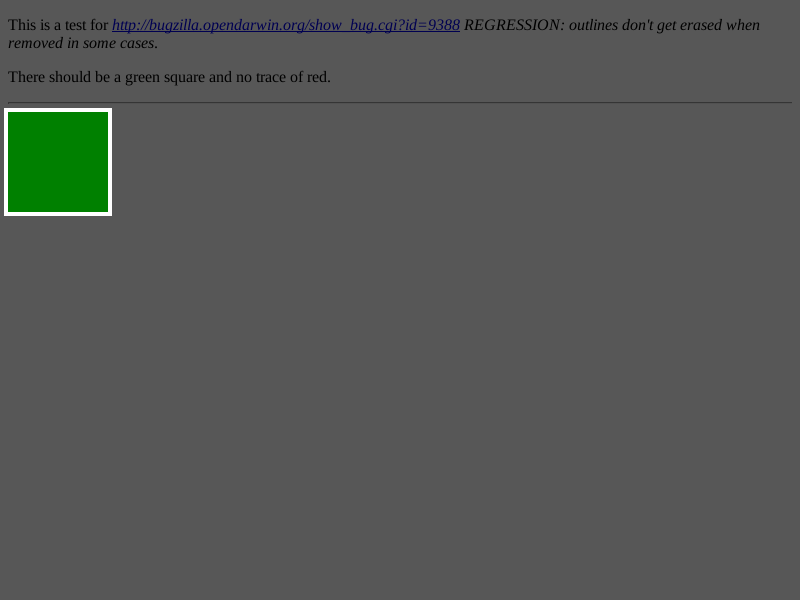 This is a test for http://bugzilla.opendarwin.org/show_bug.cgi?id=9388 REGRESSION: outlines don't get erased when
removed in some cases.
There should be a green square and no trace of red.